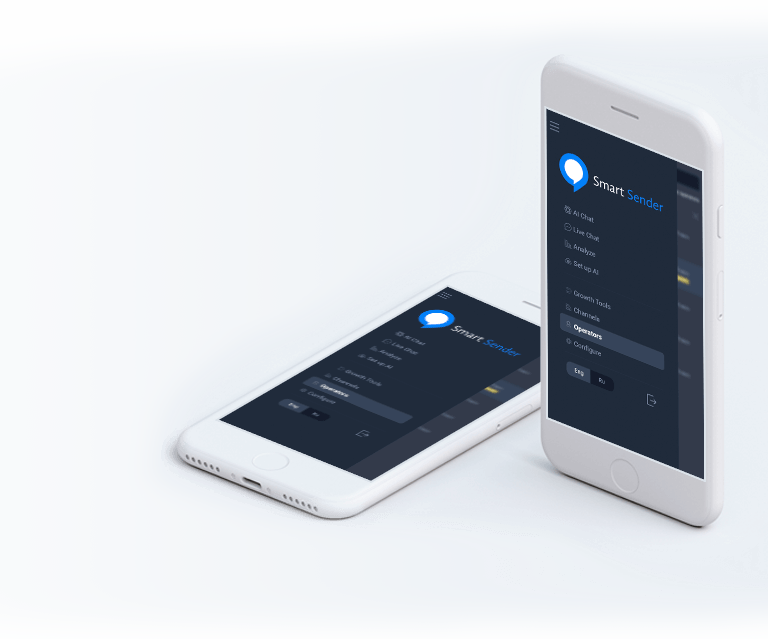 Smart Sender
AI Chat
Live Chat
Analyze
Set up AI
Growth Tools
Channels
Operators
Configure
Eng Ru
Smart Sender
AI Chat
Live Chat
Analyze
Set up AI
Growth Tools
Channels
Operators
Configure
Eng Ru